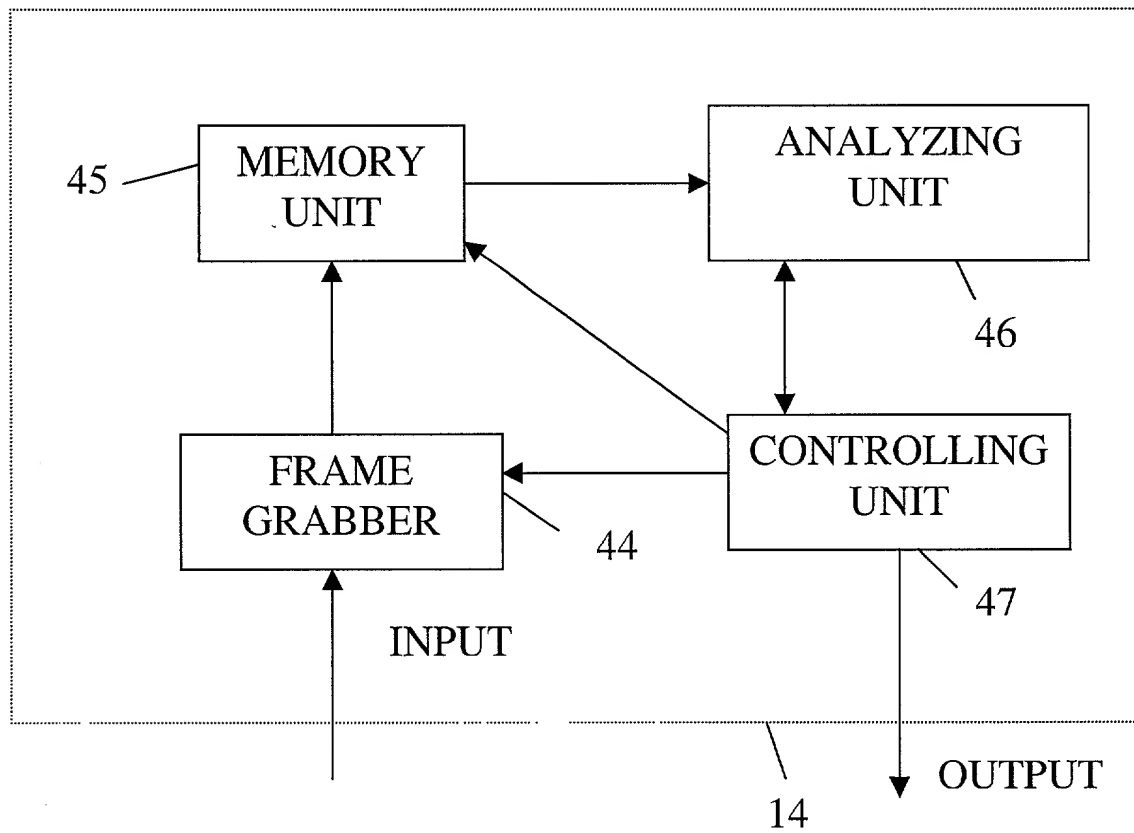 MEMORY
UNIT
45
ANALYZING
UNIT
46
FRAME
GRABBER
44
CONTROLLING
UNIT
47
INPUT
OUTPUT
14